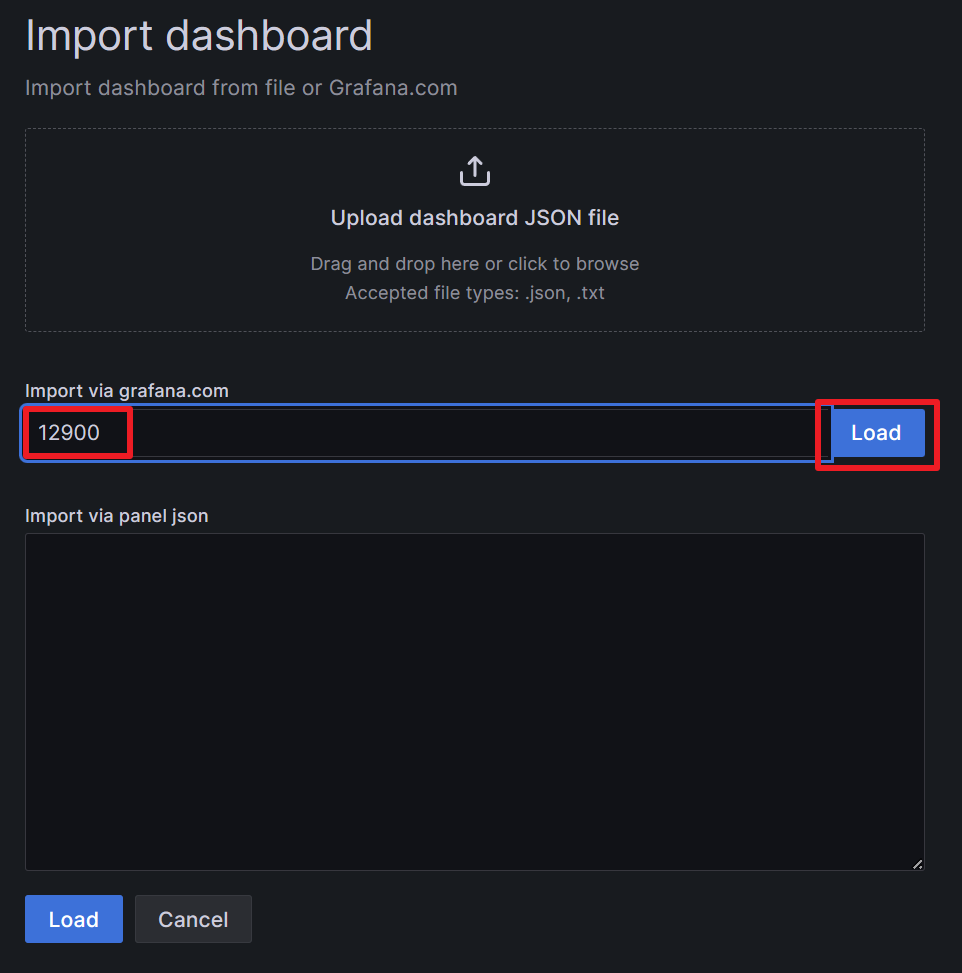 Import dashboard
Import dashboard from file or Grafana.com
Upload dashboard JSON file
Drag and drop here or click to browse
Accepted file types: .json, .txt
Import via grafana.com
12900
Load
Import via panel json
Load
Cancel